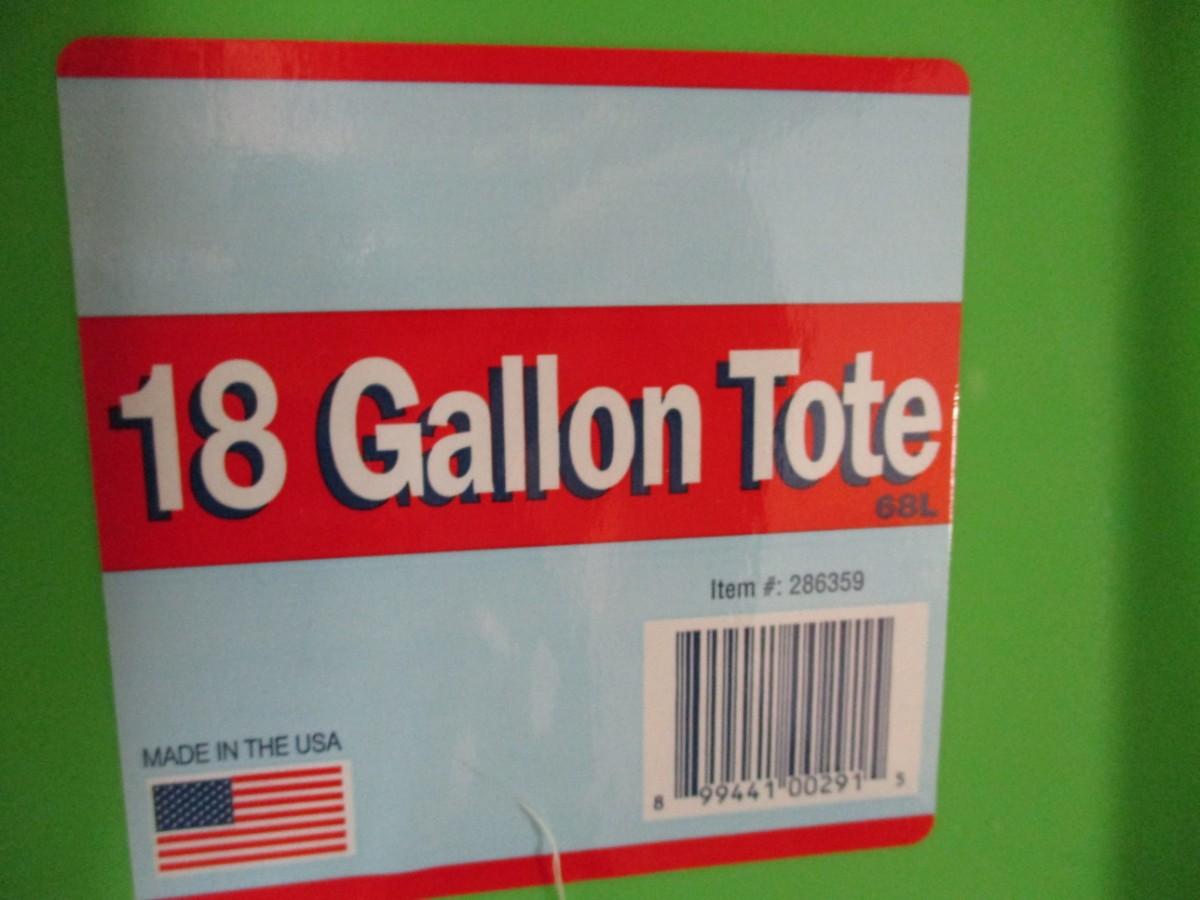 18 Gallon Tote
68L
Item #: 286359
8 99441 00291 5
MADE IN THE USA